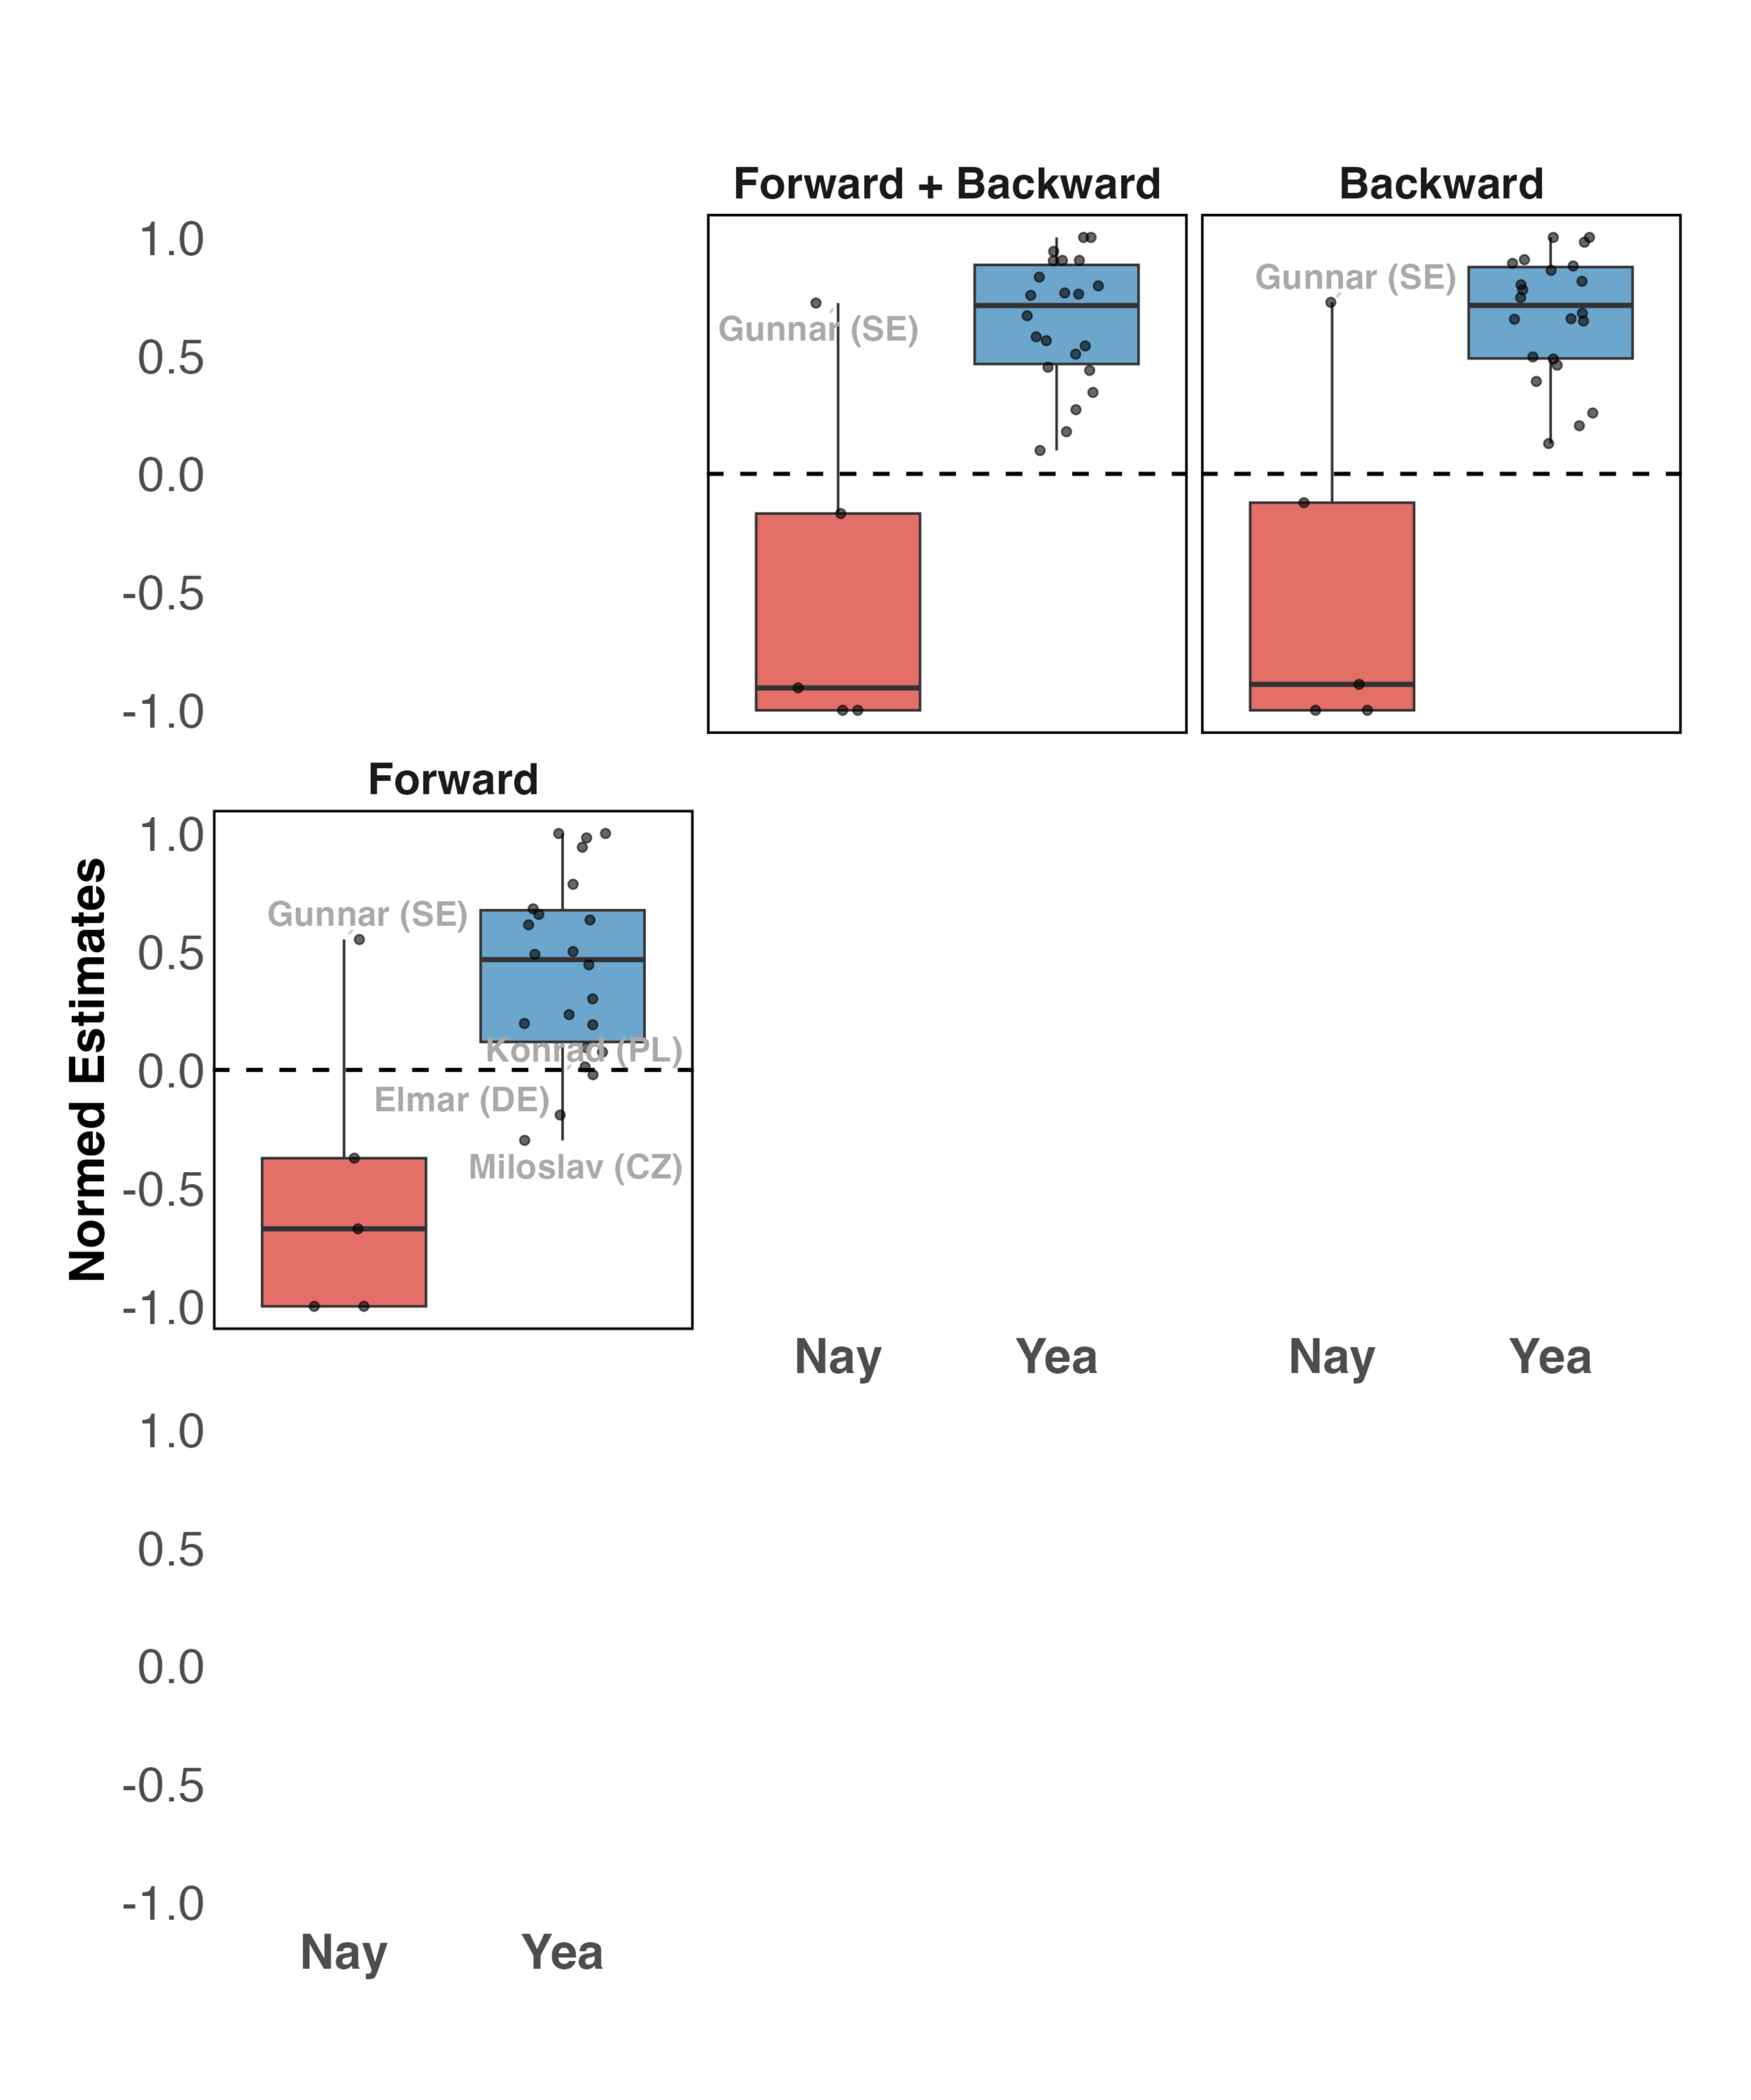 Forward + Backward
Backward
1.0
0.5
0.0
-0.5
-1.0
Gunnar (SE)
Gunnar (SE)
Forward
Normed Estimates
1.0
0.5
0.0
-0.5
-1.0
Gunnar (SE)
Konrad (PL)
Elmar (DE)
Miloslav (CZ)
Nay
Yea
Nay
Yea
1.0
0.5
0.0
-0.5
-1.0
Nay
Yea